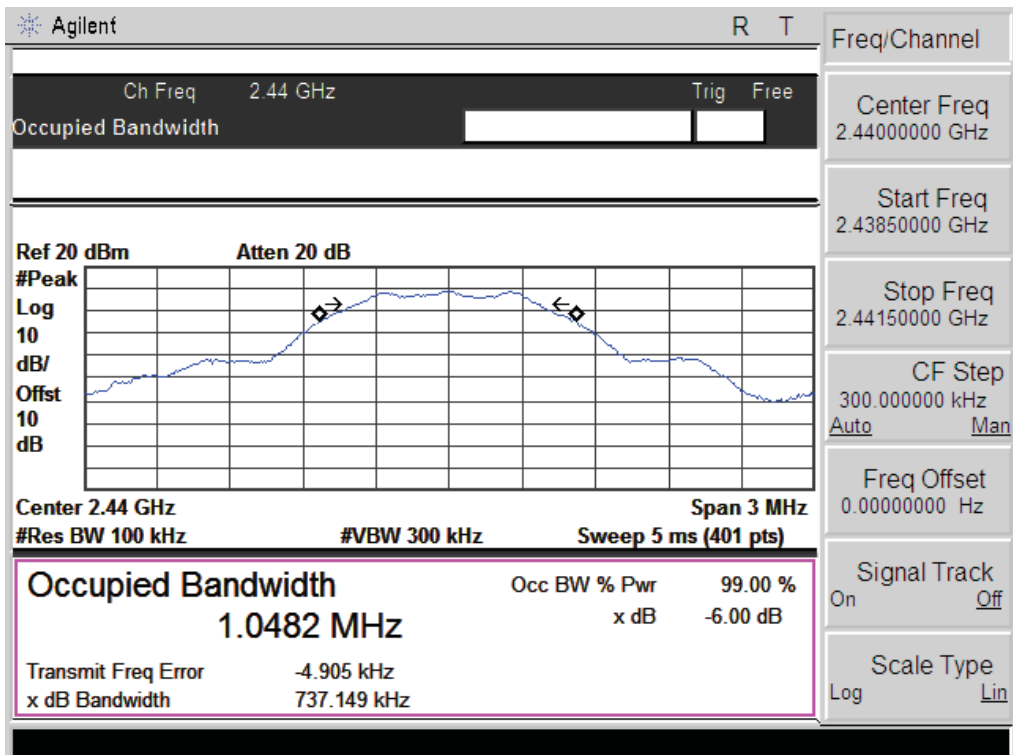 Agilent R T
Ch Freq 2.44 GHz Trig Free
Occupied Bandwidth
Ref 20 dBm Atten 20 dB
#Peak
Log
10
dB/
Offst
10
dB
Center 2.44 GHz Span 3 MHz
#Res BW 100 kHz #VBW 300 kHz Sweep 5 ms (401 pts)
Occupied Bandwidth Occ BW % Pwr 99.00 %
1.0482 MHz x dB -6.00 dB
Transmit Freq Error -4.905 kHz
x dB Bandwidth 737.149 kHz
Freq/Channel
Center Freq
2.44000000 GHz
Start Freq
2.43850000 GHz
Stop Freq
2.44150000 GHz
CF Step
300.000000 kHz
Auto Man
Freq Offset
0.00000000 Hz
Signal Track
On Off
Scale Type
Log Lin